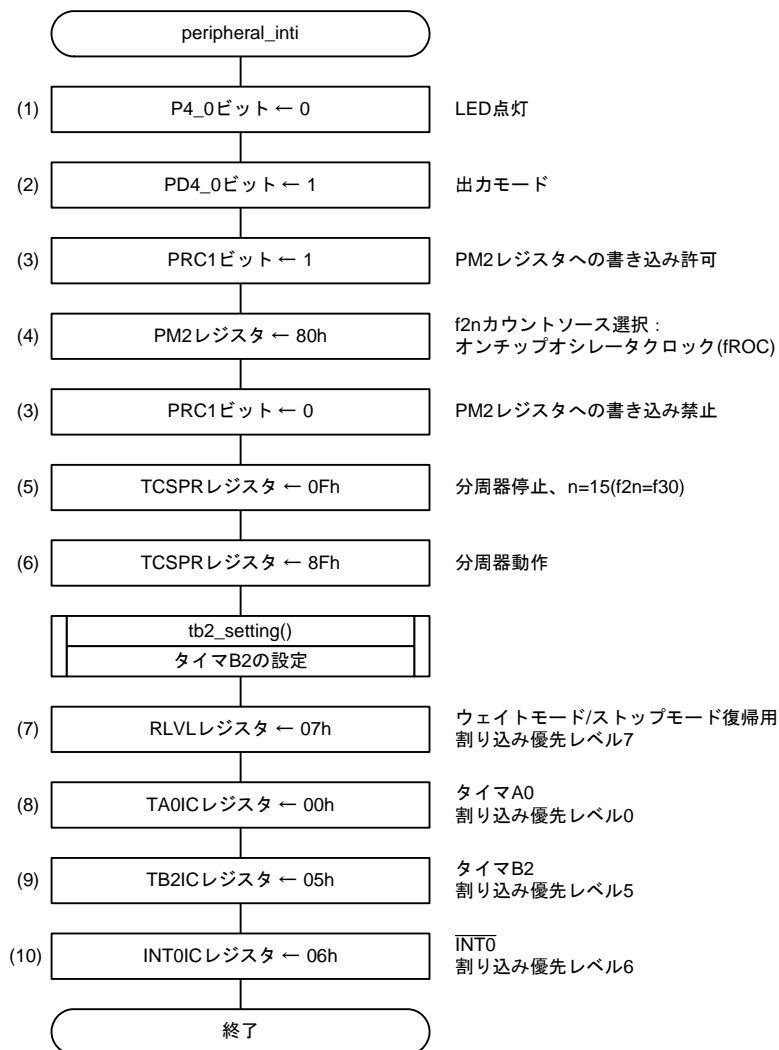 peripheral_inti
(1) P4_0ビット ← 0 LED点灯
(2) PD4_0ビット ← 1 出力モード
(3) PRC1ビット ← 1 PM2レジスタへの書き込み許可
(4) PM2レジスタ ← 80h f2nカウントソース選択：
オンチップオシレータクロック(fROC)
(3) PRC1ビット ← 0 PM2レジスタへの書き込み禁止
(5) TCSPRレジスタ ← 0Fh 分周器停止、n=15(f2n=f30)
(6) TCSPRレジスタ ← 8Fh 分周器動作
tb2_setting()
タイマB2の設定
(7) RLVLレジスタ ← 07h ウェイトモード/ストップモード復帰用
割り込み優先レベル7
(8) TA0ICレジスタ ← 00h タイマA0
割り込み優先レベル0
(9) TB2ICレジスタ ← 05h タイマB2
割り込み優先レベル5
(10) INT0ICレジスタ ← 06h INT0
割り込み優先レベル6
終了